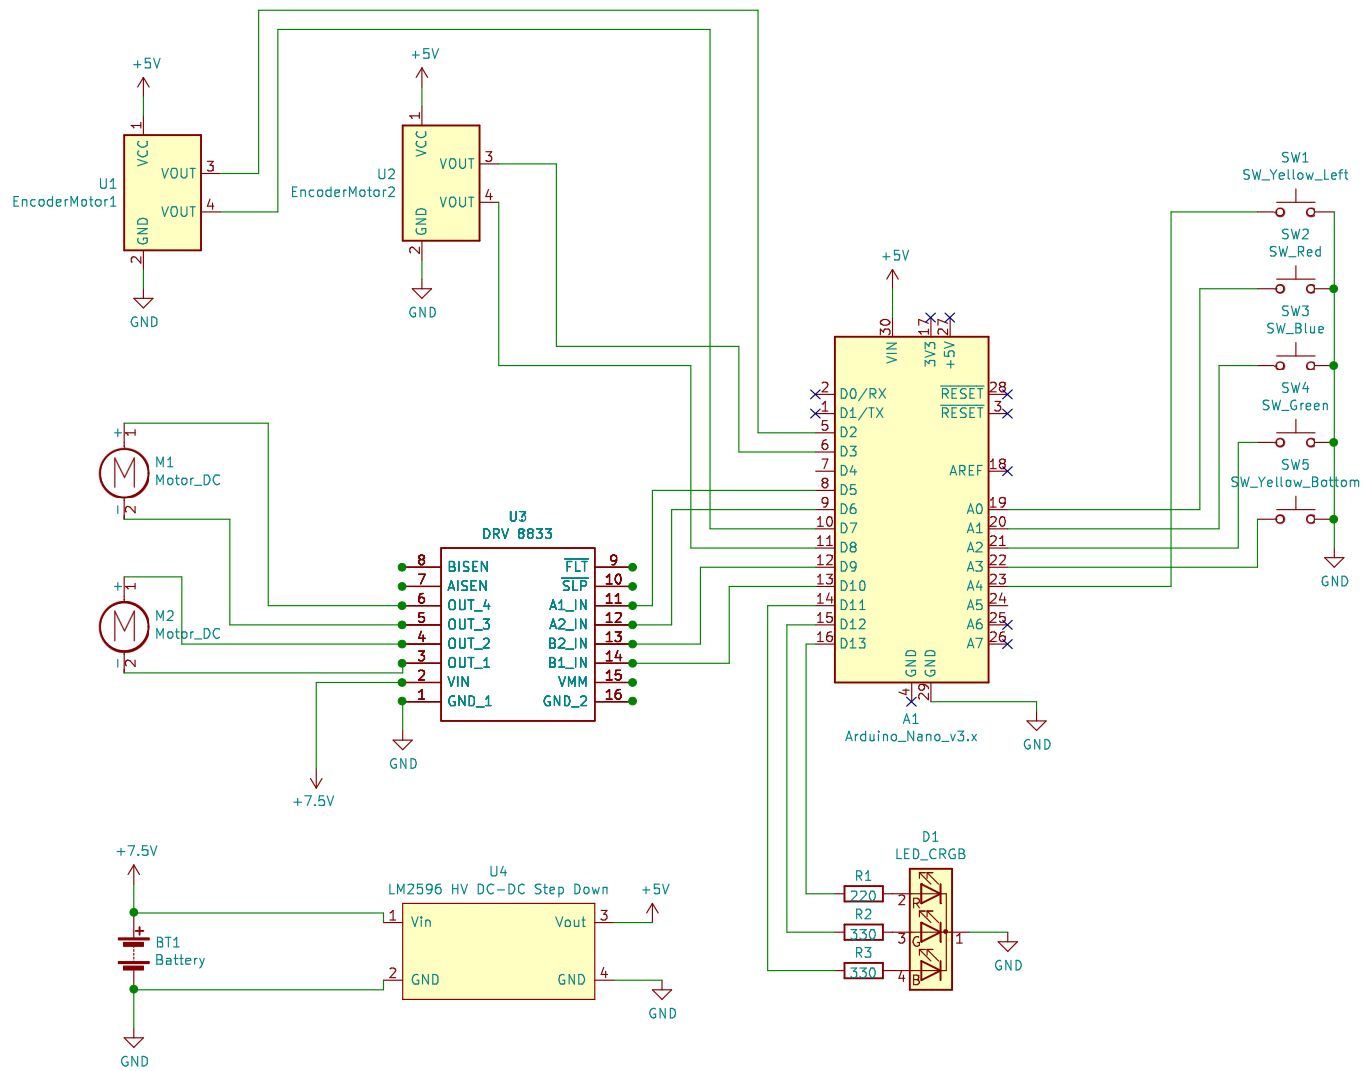 +5V
1
VCC
VOUT
3
VOUT
4
GND
2
U1
EncoderMotor1
GND
+5V
1
VCC
VOUT
3
VOUT
4
GND
2
U2
EncoderMotor2
GND
+
1
M
M1
Motor_DC
-
2
+
1
M
M2
Motor_DC
-
2
U3
DRV 8833
8 BISEN
7 AISEN
6 OUT_4
5 OUT_3
4 OUT_2
3 OUT_1
2 VIN
1 GND_1
FLT 9
SLP 10
A1_IN 11
A2_IN 12
B2_IN 13
B1_IN 14
VMM 15
GND_2 16
GND
+7.5V
+5V
30
VIN
17
3V3
27
+5V
2 D0/RX
1 D1/TX
5 D2
6 D3
7 D4
8 D5
9 D6
10 D7
11 D8
12 D9
13 D10
14 D11
15 D12
16 D13
RESET 28
RESET 3
AREF 18
A0 19
A1 20
A2 21
A3 22
A4 23
A5 24
A6 25
A7 26
GND
4
GND
29
A1
Arduino_Nano_v3.x
GND
SW1
SW_Yellow_Left
SW2
SW_Red
SW3
SW_Blue
SW4
SW_Green
SW5
SW_Yellow_Bottom
GND
+7.5V
+
BT1
Battery
GND
U4
LM2596 HV DC-DC Step Down
1 Vin
2 GND
Vout 3
GND 4
+5V
GND
D1
LED_CRGB
R1
220
2 R
R2
330
3 G
R3
330
4 B
1
GND